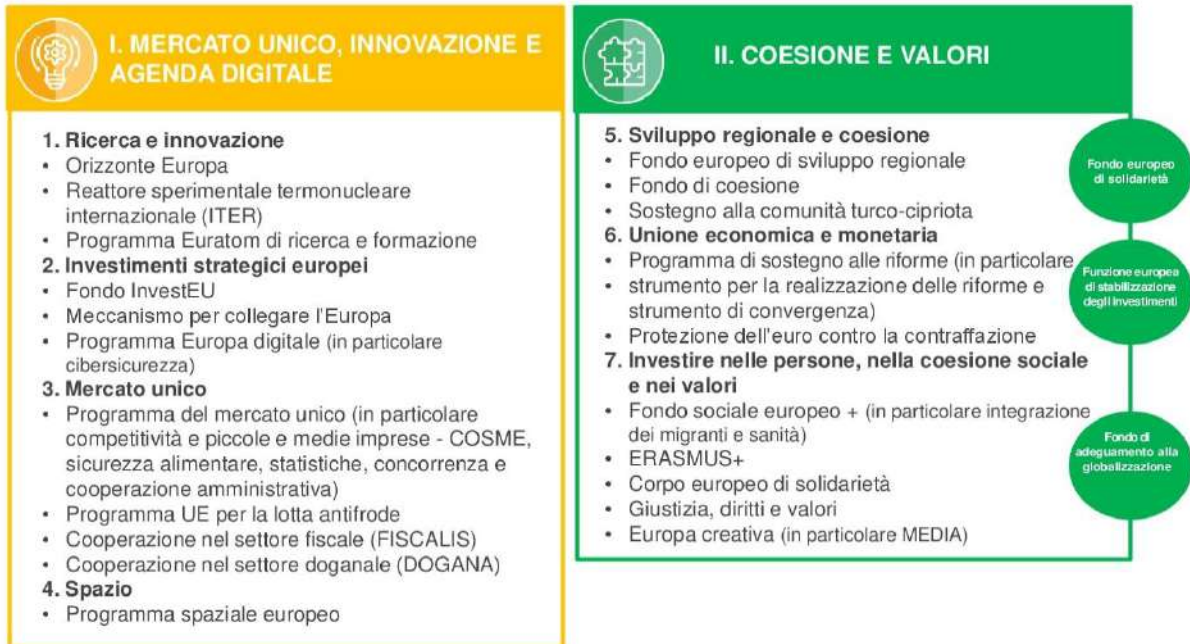 I. MERCATO UNICO, INNOVAZIONE E
AGENDA DIGITALE
1. Ricerca e innovazione
• Orizzonte Europa
• Reattore sperimentale termonucleare
internazionale (ITER)
• Programma Euratom di ricerca e formazione
2. Investimenti strategici europei
• Fondo InvestEU
• Meccanismo per collegare l'Europa
• Programma Europa digitale (in particolare
cibersicurezza)
3. Mercato unico
• Programma del mercato unico (in particolare
competitività e piccole e medie imprese - COSME,
sicurezza alimentare, statistiche, concorrenza e
cooperazione amministrativa)
• Programma UE per la lotta antifrode
• Cooperazione nel settore fiscale (FISCALIS)
• Cooperazione nel settore doganale (DOGANA)
4. Spazio
• Programma spaziale europeo
II. COESIONE E VALORI
5. Sviluppo regionale e coesione
• Fondo europeo di sviluppo regionale
• Fondo di coesione
• Sostegno alla comunità turco-cipriota
6. Unione economica e monetaria
• Programma di sostegno alle riforme (in particolare
• strumento per la realizzazione delle riforme e
strumento di convergenza)
• Protezione dell'euro contro la contraffazione
7. Investire nelle persone, nella coesione sociale
e nei valori
• Fondo sociale europeo + (in particolare integrazione
dei migranti e sanità)
• ERASMUS+
• Corpo europeo di solidarietà
• Giustizia, diritti e valori
• Europa creativa (in particolare MEDIA)
Fondo europeo
di solidarietà
Funzione europea
di stabilizzazione
degli investimenti
Fondo di
adeguamento alla
globalizzazione